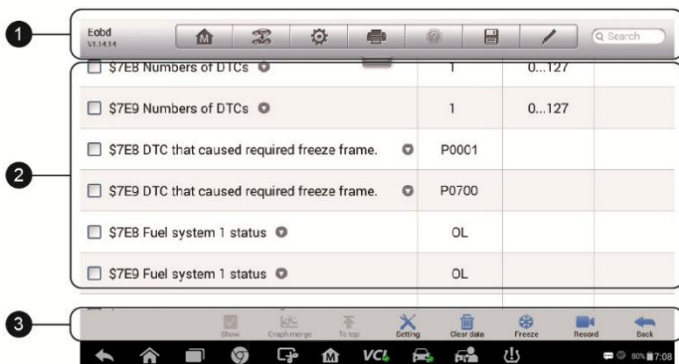 1
Eobd
V1.14.14
Search
2
$7E8 Numbers of DTCs 1 0...127
$7E9 Numbers of DTCs 1 0...127
$7E8 DTC that caused required freeze frame. P0001
$7E9 DTC that caused required freeze frame. P0700
$7E8 Fuel system 1 status OL
$7E9 Fuel system 1 status OL
3
Show Graph merge To top Setting Clear data Freeze Record Back
VCI 80% 7:08